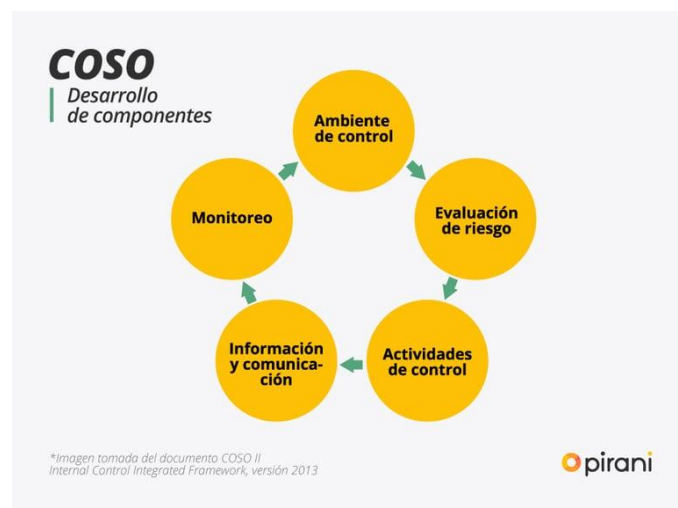 COSO
Desarrollo
de componentes
Ambiente
de control
Evaluación
de riesgo
Actividades
de control
Información
y comunica-
ción
Monitoreo
*Imagen tomada del documento COSO II
Internal Control Integrated Framework, versión 2013
pirani